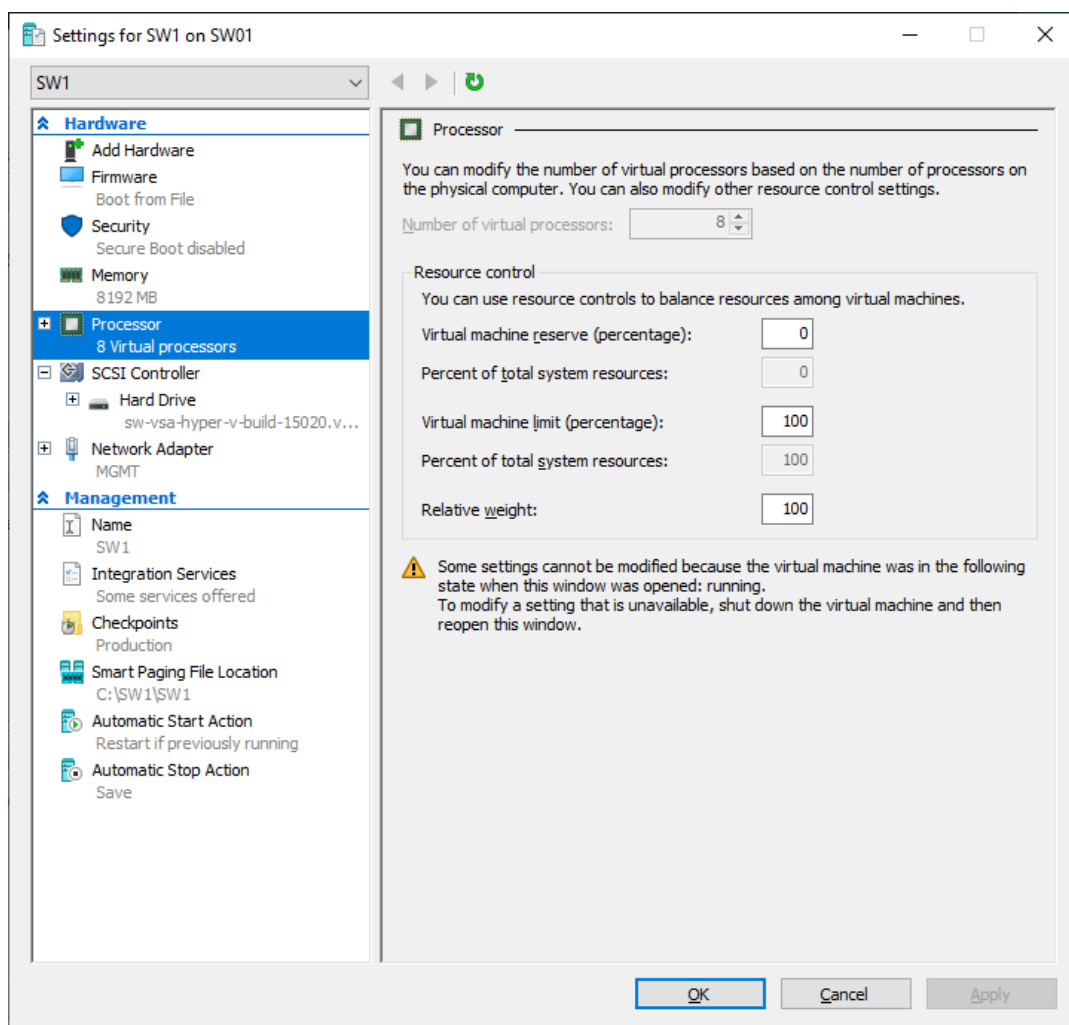 Settings for SW1 on SW01
SW1
Hardware
Add Hardware
Firmware
Boot from File
Security
Secure Boot disabled
Memory
8192 MB
Processor
8 Virtual processors
SCSI Controller
Hard Drive
sw-vsa-hyper-v-build-15020.v...
Network Adapter
MGMT
Management
Name
SW1
Integration Services
Some services offered
Checkpoints
Production
Smart Paging File Location
C:\SW1\SW1
Automatic Start Action
Restart if previously running
Automatic Stop Action
Save
Processor
You can modify the number of virtual processors based on the number of processors on
the physical computer. You can also modify other resource control settings.
Number of virtual processors: 8
Resource control
You can use resource controls to balance resources among virtual machines.
Virtual machine reserve (percentage): 0
Percent of total system resources: 0
Virtual machine limit (percentage): 100
Percent of total system resources: 100
Relative weight: 100
Some settings cannot be modified because the virtual machine was in the following
state when this window was opened: running.
To modify a setting that is unavailable, shut down the virtual machine and then
reopen this window.
OK Cancel Apply